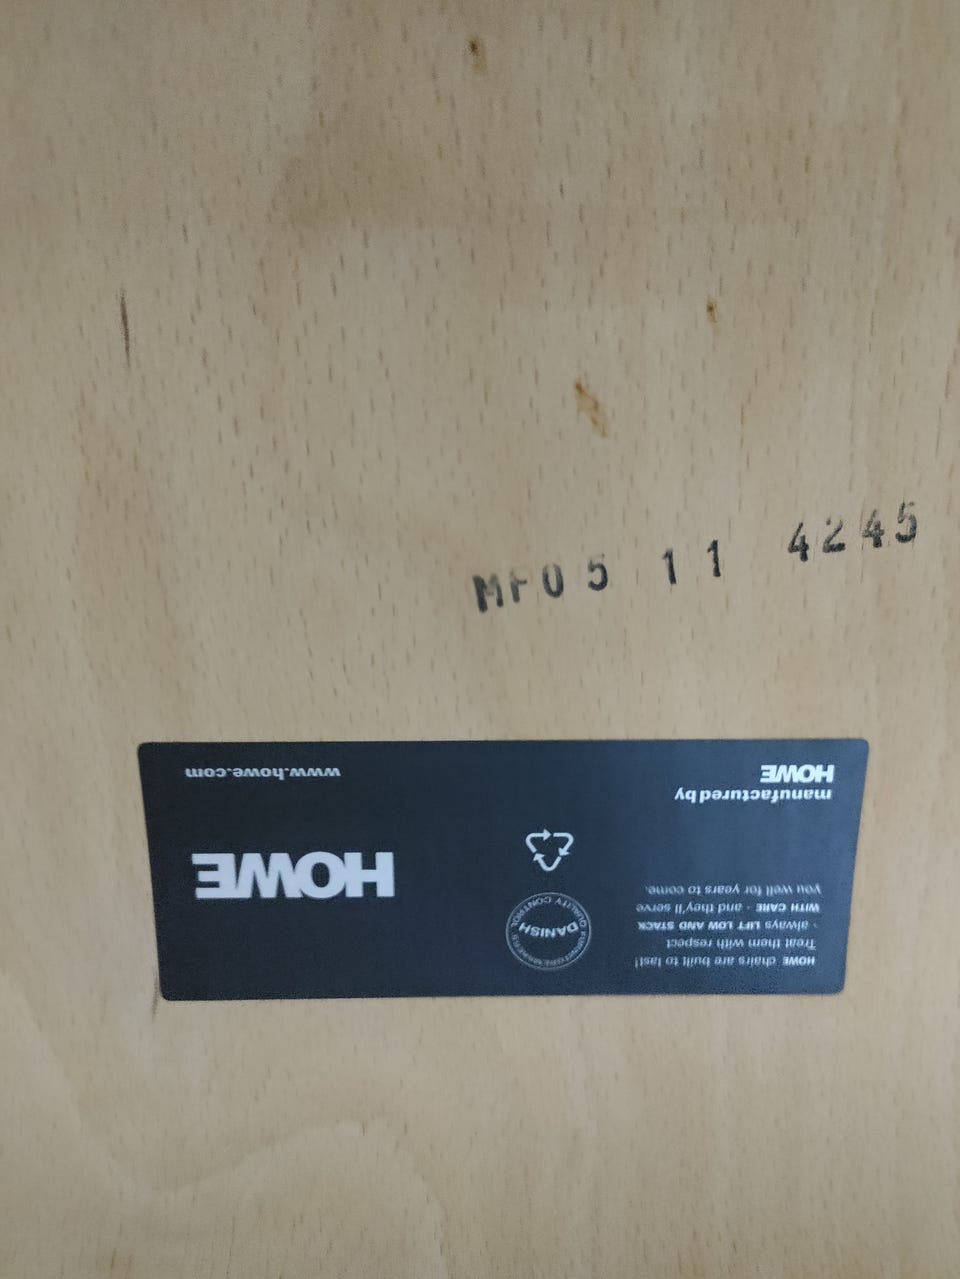 MF05 11 4245
HOWE chairs are built to last!
Treat them with respect
- always LIFT LOW AND STACK
WITH CARE - and they'll serve
you well for years to come.
manufactured by
HOWE
DANISH
QUALITY CONTROL
HOWE
www.howe.com